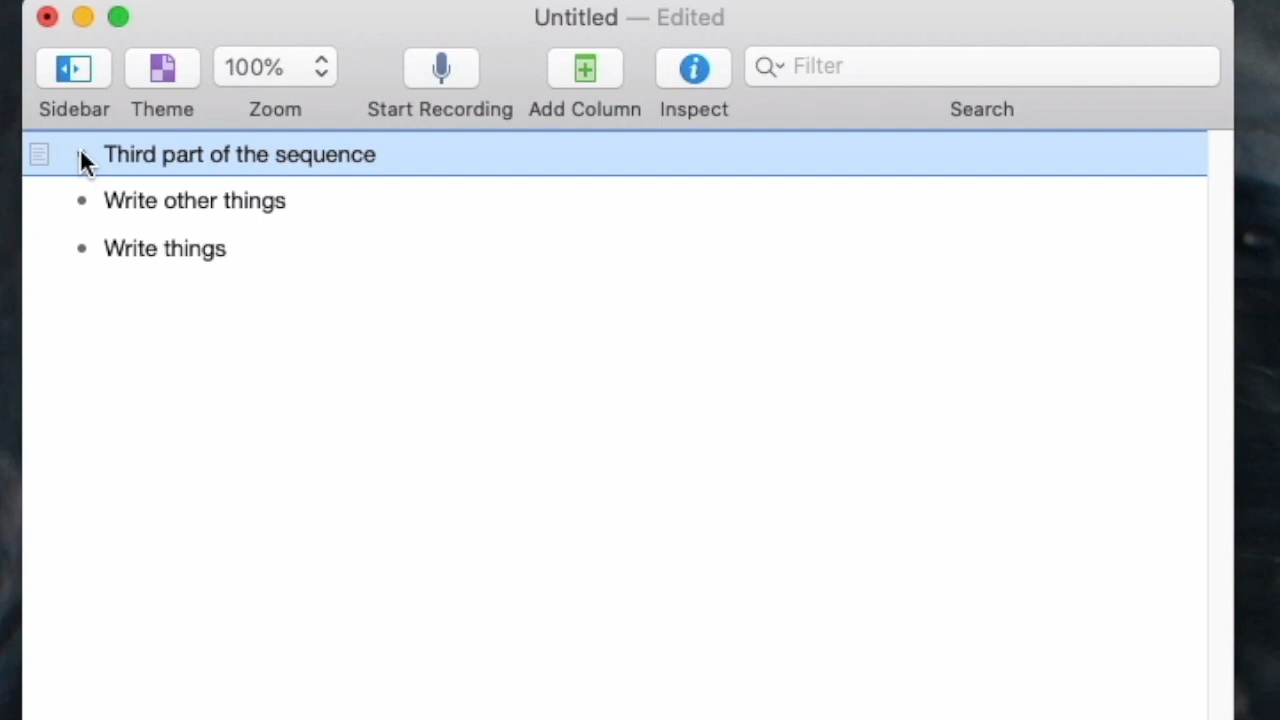 Untitled — Edited
100%
Filter
Sidebar Theme Zoom Start Recording Add Column Inspect Search
Third part of the sequence
Write other things
Write things